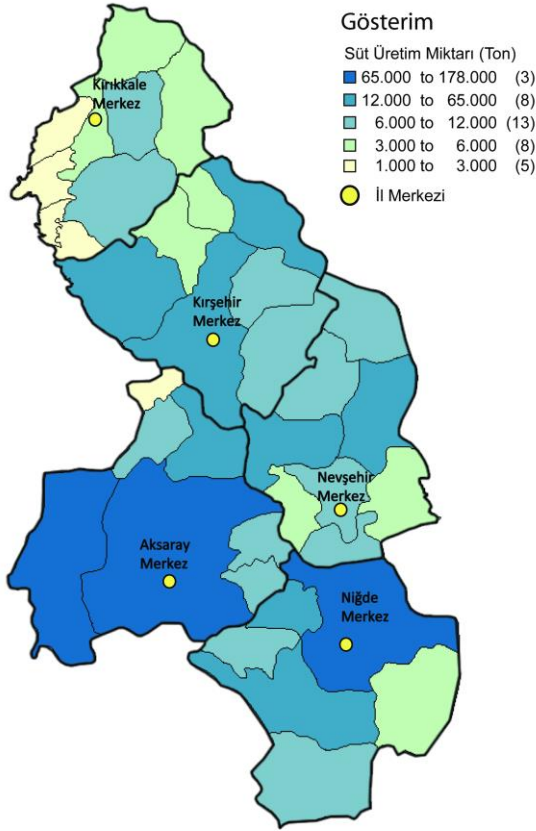 Gösterim
Süt Üretim Miktarı (Ton)
65.000 to 178.000 (3)
12.000 to 65.000 (8)
6.000 to 12.000 (13)
3.000 to 6.000 (8)
1.000 to 3.000 (5)
İl Merkezi
Kırıkkale
Merkez
Kırşehir
Merkez
Nevşehir
Merkez
Aksaray
Merkez
Niğde
Merkez